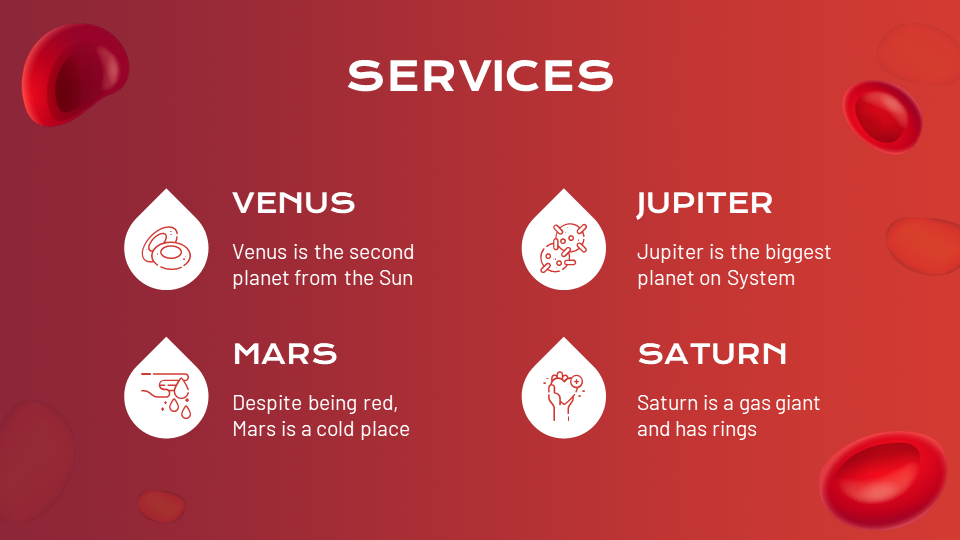 SERVICES
VENUS
Venus is the second
planet from the Sun
JUPITER
Jupiter is the biggest
planet on System
MARS
Despite being red,
Mars is a cold place
SATURN
Saturn is a gas giant
and has rings